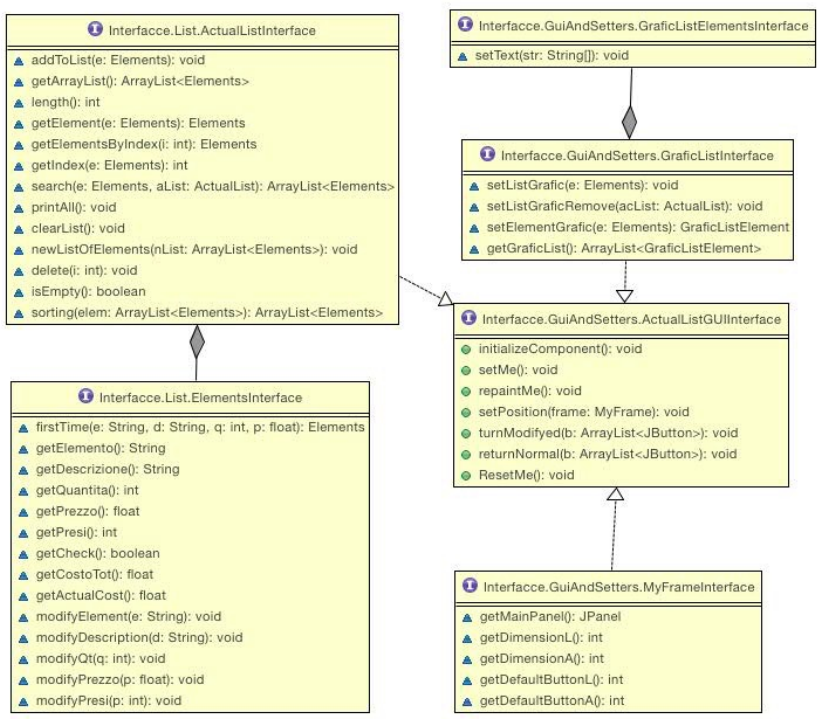 Interfacce.List.ActualListInterface
addToList(e: Elements): void
getArrayList(): ArrayList<Elements>
length(): int
getElement(e: Elements): Elements
getElementsByIndex(i: int): Elements
getIndex(e: Elements): int
search(e: Elements, aList: ActualList): ArrayList<Elements>
printAll(): void
clearList(): void
newListOfElements(nList: ArrayList<Elements>): void
delete(i: int): void
isEmpty(): boolean
sorting(elem: ArrayList<Elements>): ArrayList<Elements>
Interfacce.List.ElementsInterface
firstTime(e: String, d: String, q: int, p: float): Elements
getElemento(): String
getDescrizione(): String
getQuantita(): int
getPrezzo(): float
getPresi(): int
getCheck(): boolean
getCostoTot(): float
getActualCost(): float
modifyElement(e: String): void
modifyDescription(d: String): void
modifyQt(q: int): void
modifyPrezzo(p: float): void
modifyPresi(p: int): void
Interfacce.GuiAndSetters.GraficListElementsInterface
setText(str: String[]): void
Interfacce.GuiAndSetters.GraficListInterface
setListGrafic(e: Elements): void
setListGraficRemove(acList: ActualList): void
setElementGrafic(e: Elements): GraficListElement
getGraficList(): ArrayList<GraficListElement>
Interfacce.GuiAndSetters.ActualListGUIInterface
initializeComponent(): void
setMe(): void
repaintMe(): void
setPosition(frame: MyFrame): void
turnModifyed(b: ArrayList<JButton>): void
returnNormal(b: ArrayList<JButton>): void
ResetMe(): void
Interfacce.GuiAndSetters.MyFrameInterface
getMainPanel(): JPanel
getDimensionL(): int
getDimensionA(): int
getDefaultButtonL(): int
getDefaultButtonA(): int